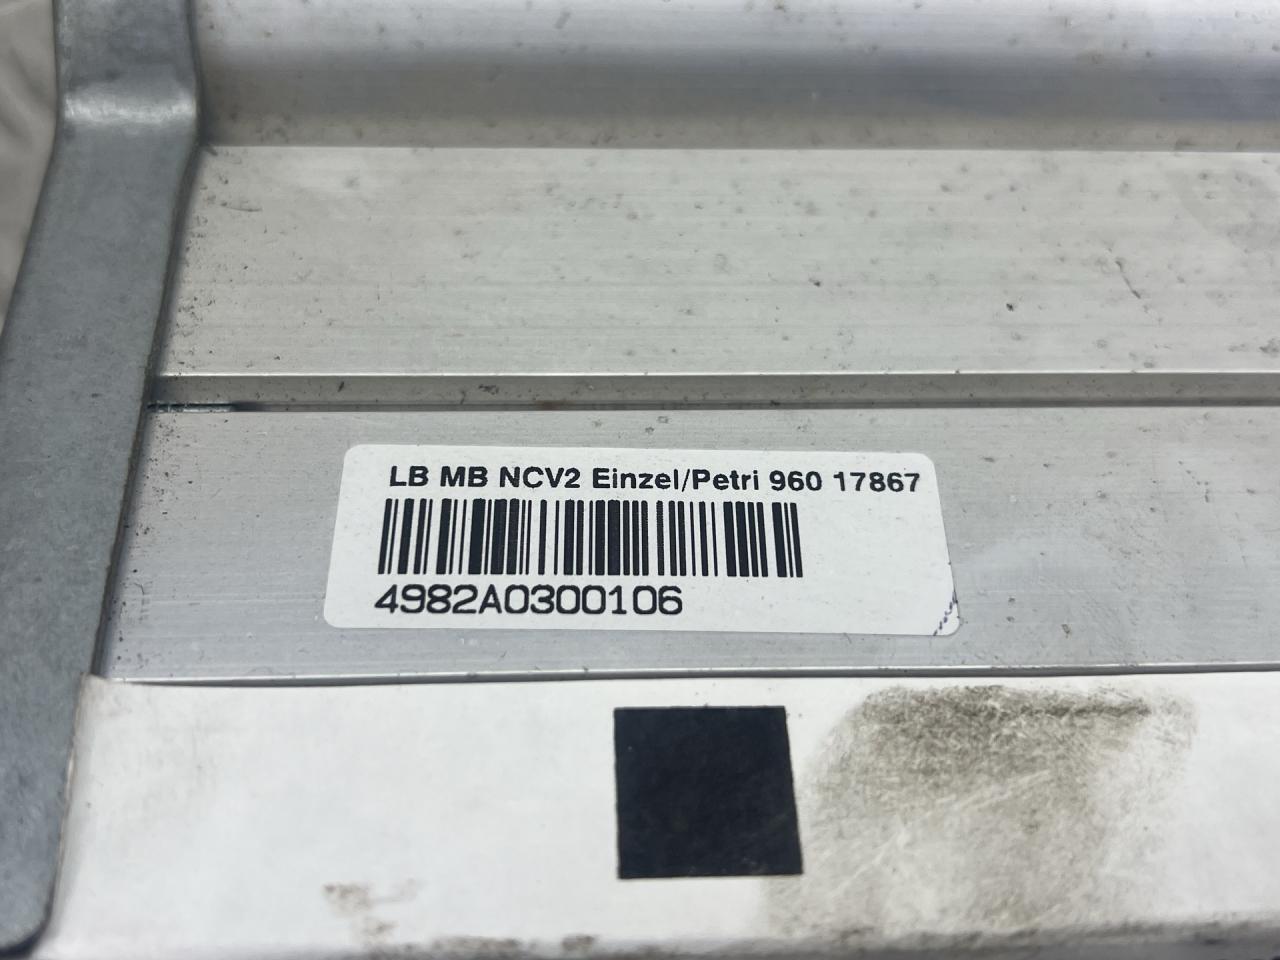 LB MB NCV2 Einzel/Petri 960 17867
4982A0300106